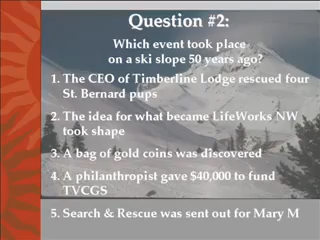 Question #2:
Which event took place
on a ski slope 50 years ago?
1. The CEO of Timberline Lodge rescued four
St. Bernard pups
2. The idea for what became LifeWorks NW
took shape
3. A bag of gold coins was discovered
4. A philanthropist gave $40,000 to fund
TVCGS
5. Search & Rescue was sent out for Mary M